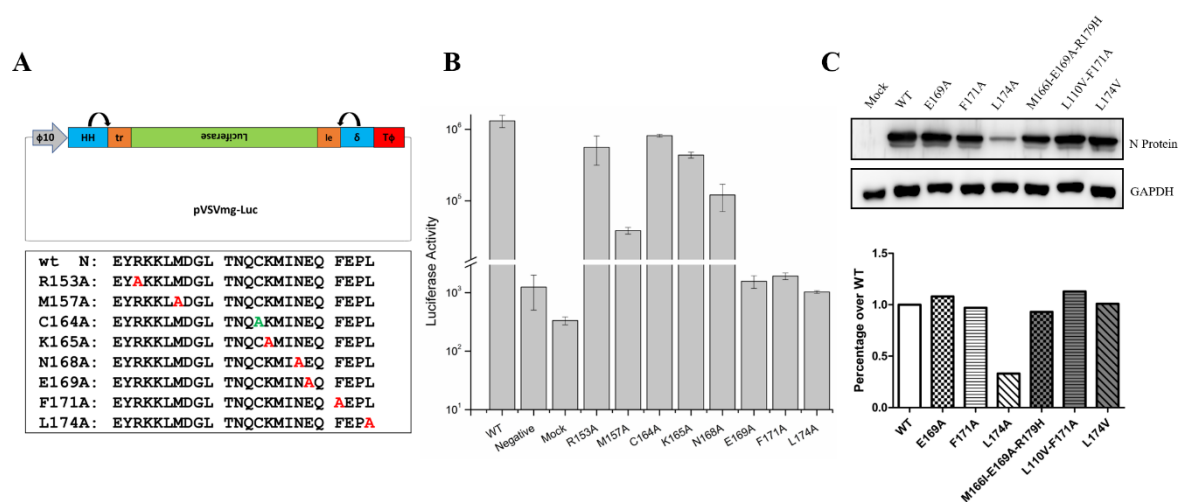 A
ϕ10
HH
tr
Luciferase
le
δ
Tϕ
pVSVmg-Luc
wt N: EYRKKLMDGL TNQCKMINEQ FEPL
R153A: EYAKKLMDGL TNQCKMINEQ FEPL
M157A: EYRKKLADGL TNQCKMINEQ FEPL
C164A: EYRKKLMDGL TNQAKMINEQ FEPL
K165A: EYRKKLMDGL TNQCAMINEQ FEPL
N168A: EYRKKLMDGL TNQCKMIAEQ FEPL
E169A: EYRKKLMDGL TNQCKMINAQ FEPL
F171A: EYRKKLMDGL TNQCKMINEQ AEPL
L174A: EYRKKLMDGL TNQCKMINEQ FEPA
B
Luciferase Activity
10⁶
10⁵
10³
10²
10¹
WT
Negative
Mock
R153A
M157A
C164A
K165A
N168A
E169A
F171A
L174A
C
Mock
WT
E169A
F171A
L174A
M166I-E169A-R179H
L110V-F171A
L174V
N Protein
GAPDH
Percentage over WT
1.5
1.0
0.5
0.0
WT
E169A
F171A
L174A
M166I-E169A-R179H
L110V-F171A
L174V